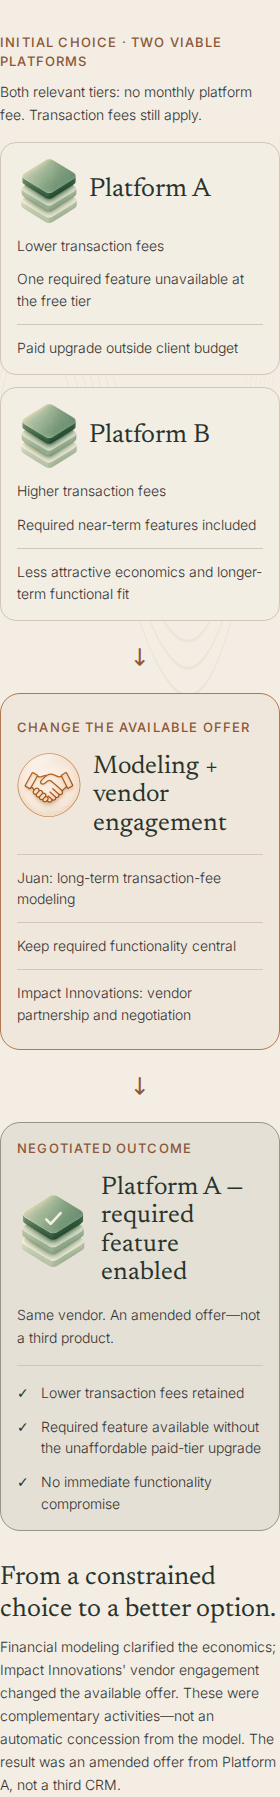 INITIAL CHOICE · TWO VIABLE
PLATFORMS
Both relevant tiers: no monthly platform
fee. Transaction fees still apply.
Platform A
Lower transaction fees
One required feature unavailable at
the free tier
Paid upgrade outside client budget
Platform B
Higher transaction fees
Required near-term features included
Less attractive economics and longer-
term functional fit
↓
CHANGE THE AVAILABLE OFFER
Modeling +
vendor
engagement
Juan: long-term transaction-fee
modeling
Keep required functionality central
Impact Innovations: vendor
partnership and negotiation
↓
NEGOTIATED OUTCOME
Platform A —
required
feature
enabled
Same vendor. An amended offer—not
a third product.
✓ Lower transaction fees retained
✓ Required feature available without
the unaffordable paid-tier upgrade
✓ No immediate functionality
compromise
From a constrained
choice to a better option.
Financial modeling clarified the economics;
Impact Innovations' vendor engagement
changed the available offer. These were
complementary activities—not an
automatic concession from the model. The
result was an amended offer from Platform
A, not a third CRM.